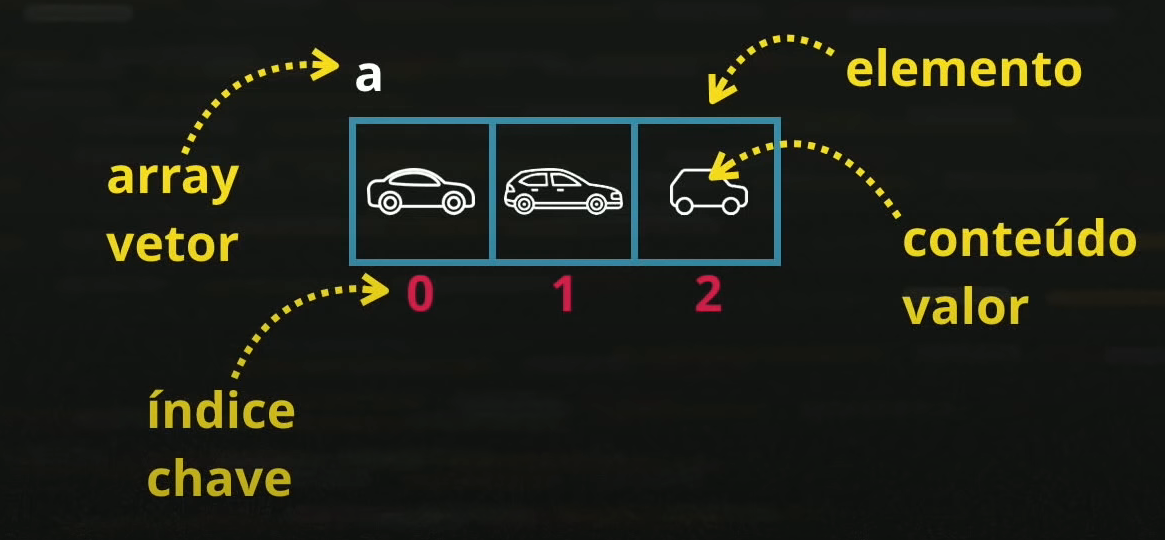 a
elemento
array
vetor
conteúdo
valor
0 1 2
índice
chave